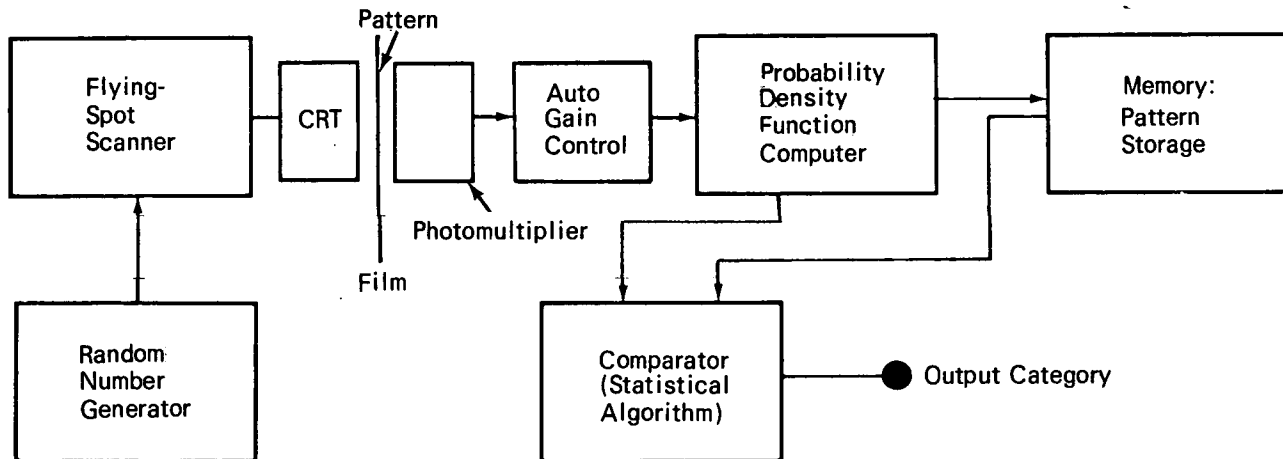 Pattern
Flying-
Spot
Scanner
CRT
Auto
Gain
Control
Probability
Density
Function
Computer
Memory:
Pattern
Storage
Photomultiplier
Film
Random
Number
Generator
Comparator
(Statistical
Algorithm)
Output Category